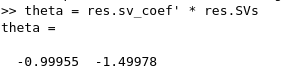 >> theta = res.sv_coef' * res.SVs
theta =
-0.99955 -1.49978